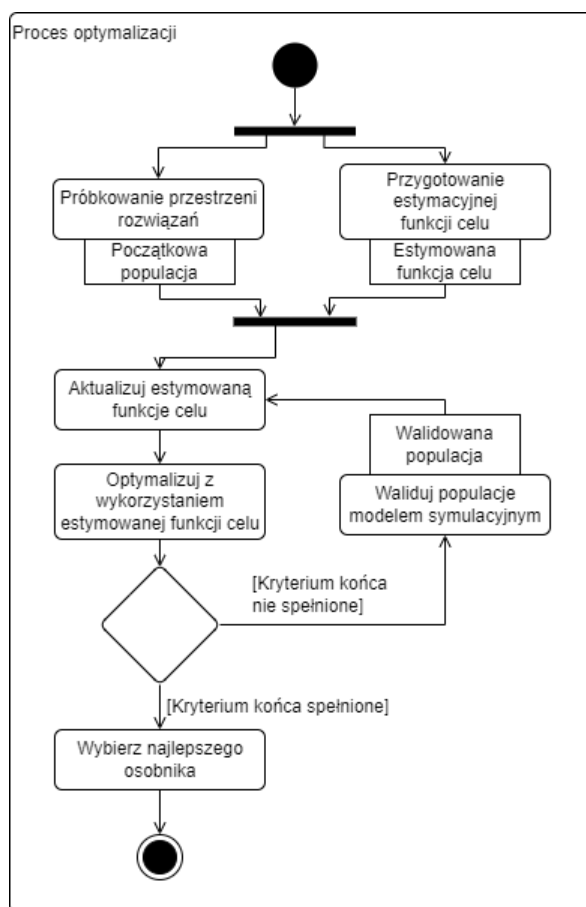 Proces optymalizacji
Próbkowanie przestrzeni
rozwiązań
Początkowa
populacja
Przygotowanie
estymacyjnej
funkcji celu
Estymowana
funkcja celu
Aktualizuj estymowaną
funkcje celu
Walidowana
populacja
Optymalizuj z
wykorzystaniem
estymowanej funkcji celu
Waliduj populacje
modelem symulacyjnym
[Kryterium końca
nie spełnione]
[Kryterium końca spełnione]
Wybierz najlepszego
osobnika